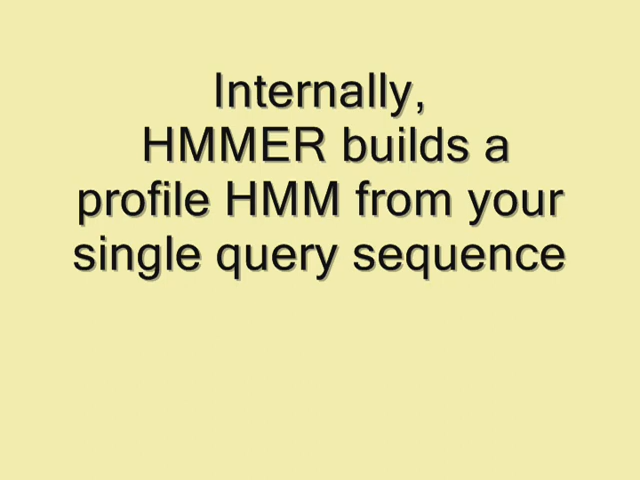 Internally,
HMMER builds a
profile HMM from your
single query sequence